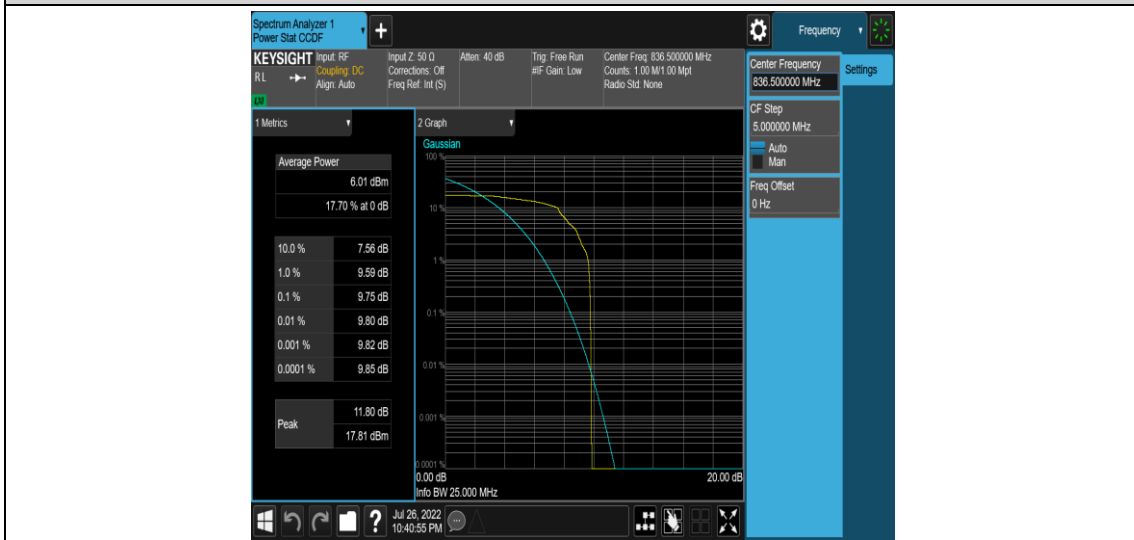 Spectrum Analyzer 1
Power Stat CCDF
+
Frequency
KEYSIGHT
RL
LXI
Input: RF
Coupling: DC
Align: Auto
Input Z: 50 Ω
Corrections: Off
Freq Ref: Int (S)
Atten: 40 dB
Trig: Free Run
#IF Gain: Low
Center Freq: 836.500000 MHz
Counts: 1.00 M/1.00 Mpt
Radio Std: None
Center Frequency
836.500000 MHz
Settings
CF Step
5.000000 MHz
Auto
Man
Freq Offset
0 Hz
1 Metrics
Average Power
6.01 dBm
17.70 % at 0 dB
10.0 % 7.56 dB
1.0 % 9.59 dB
0.1 % 9.75 dB
0.01 % 9.80 dB
0.001 % 9.82 dB
0.0001 % 9.85 dB
Peak
11.80 dB
17.81 dBm
2 Graph
Gaussian
100 %
10 %
1 %
0.1 %
0.01 %
0.001 %
0.0001 %
0.00 dB 20.00 dB
Info BW 25.000 MHz
?
Jul 26, 2022
10:40:55 PM